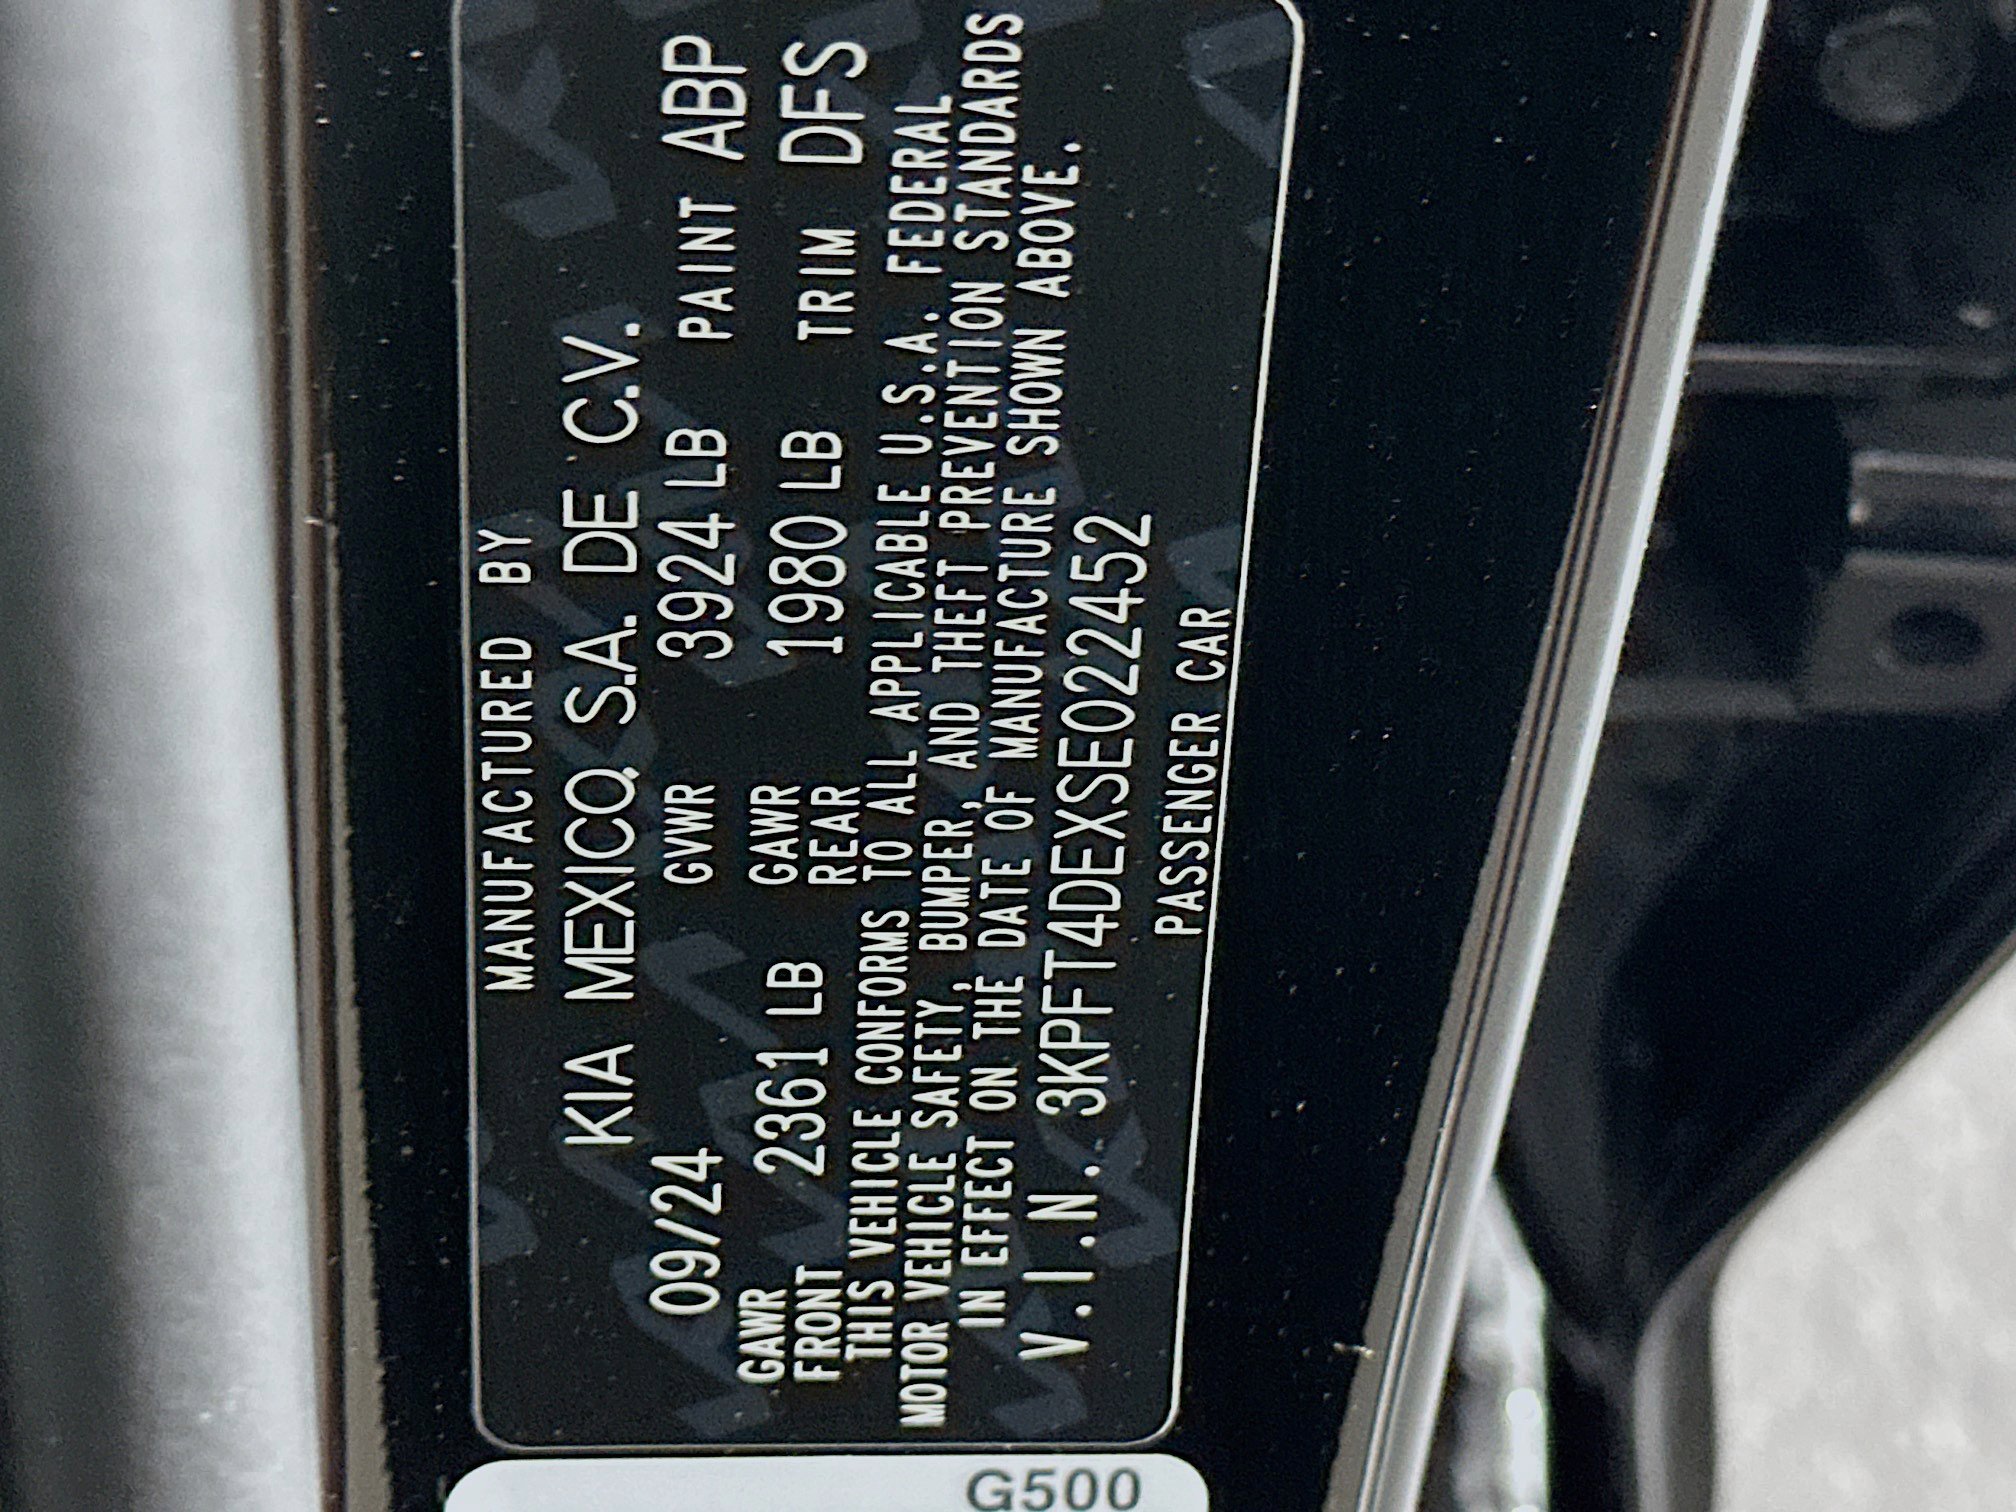 MANUFACTURED BY
KIA MEXICO, S.A. DE C.V.
09/24 GVWR 3924 LB PAINT ABP
GAWR FRONT 2361 LB GAWR REAR 1980 LB TRIM DFS
THIS VEHICLE CONFORMS TO ALL APPLICABLE U.S.A. FEDERAL
MOTOR VEHICLE SAFETY, BUMPER, AND THEFT PREVENTION STANDARDS
IN EFFECT ON THE DATE OF MANUFACTURE SHOWN ABOVE.
V.I.N. 3KPFT4DEXSE022452
PASSENGER CAR
G500